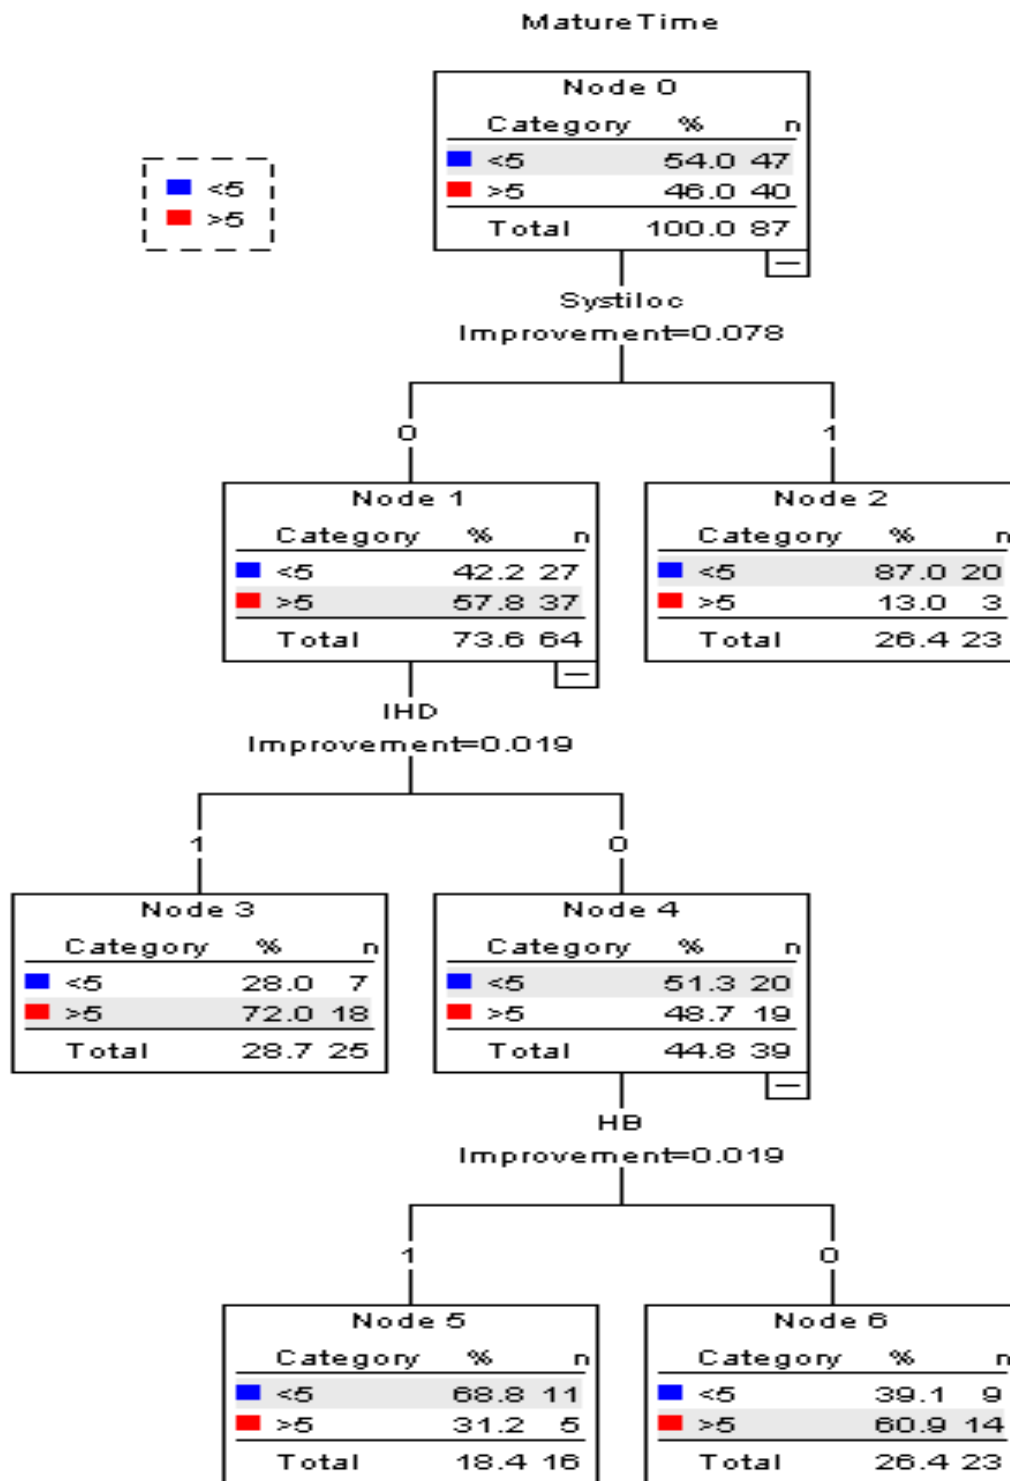 MatureTime
Node 0
Category % n
<5 54.0 47
>5 46.0 40
Total 100.0 87
<5
>5
Systiloc
Improvement=0.078
0
1
Node 1
Category % n
<5 42.2 27
>5 57.8 37
Total 73.6 64
Node 2
Category % n
<5 87.0 20
>5 13.0 3
Total 26.4 23
IHD
Improvement=0.019
1
0
Node 3
Category % n
<5 28.0 7
>5 72.0 18
Total 28.7 25
Node 4
Category % n
<5 51.3 20
>5 48.7 19
Total 44.8 39
HB
Improvement=0.019
1
0
Node 5
Category % n
<5 68.8 11
>5 31.2 5
Total 18.4 16
Node 6
Category % n
<5 39.1 9
>5 60.9 14
Total 26.4 23